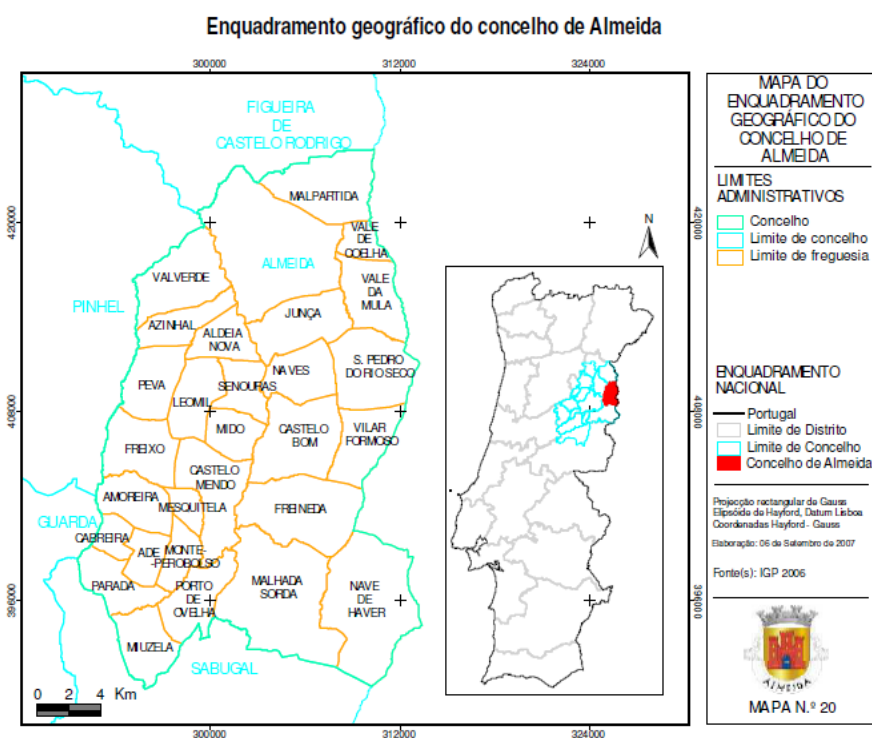 Enquadramento geográfico do concelho de Almeida
300000
312000
324000
FIGUEIRA
DE
CASTELO RODRIGO
MALPARTIDA
420000
420000
VALE
DE
COELHA
ALMEIDA
N
VALVERDE
VALE
DA
MULA
PINHEL
JUNÇA
AZINHAL
ALDEIA
NOVA
S. PEDRO
DO RIO SECO
NAVES
PEVA
SENOURAS
LEOMIL
408000
408000
MIDO
CASTELO
BOM
VILAR
FORMOSO
FREIXO
CASTELO
MENDO
AMOREIRA
MESQUITELA
FREINEDA
GUARDA
CABREIRA
ADE
MONTE-
-PEROBOLSO
PARADA
PORTO
DE
OVELHA
MALHADA
SORDA
NAVE
DE
HAVER
396000
396000
MIUZELA
SABUGAL
0 2 4 Km
300000
312000
324000
MAPA DO
ENQUADRAMENTO
GEOGRÁFICO DO
CONCELHO DE
ALMEIDA
LIMITES
ADMINISTRATIVOS
Concelho
Limite de concelho
Limite de freguesia
ENQUADRAMENTO
NACIONAL
Portugal
Limite de Distrito
Limite de Concelho
Concelho de Almeida
Projecção rectangular de Gauss
Elipsóide de Hayford, Datum Lisboa
Coordenadas Hayford - Gauss
Elaboração: 06 de Setembro de 2007
Fonte(s): IGP 2006
ALMEIDA
MAPA N.º 20